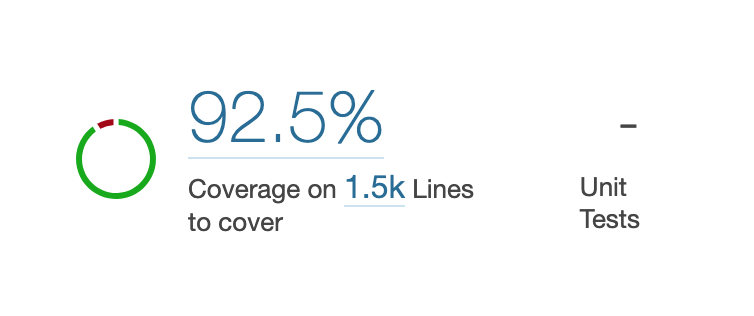 92.5%
Coverage on 1.5k Lines
to cover
–
Unit
Tests